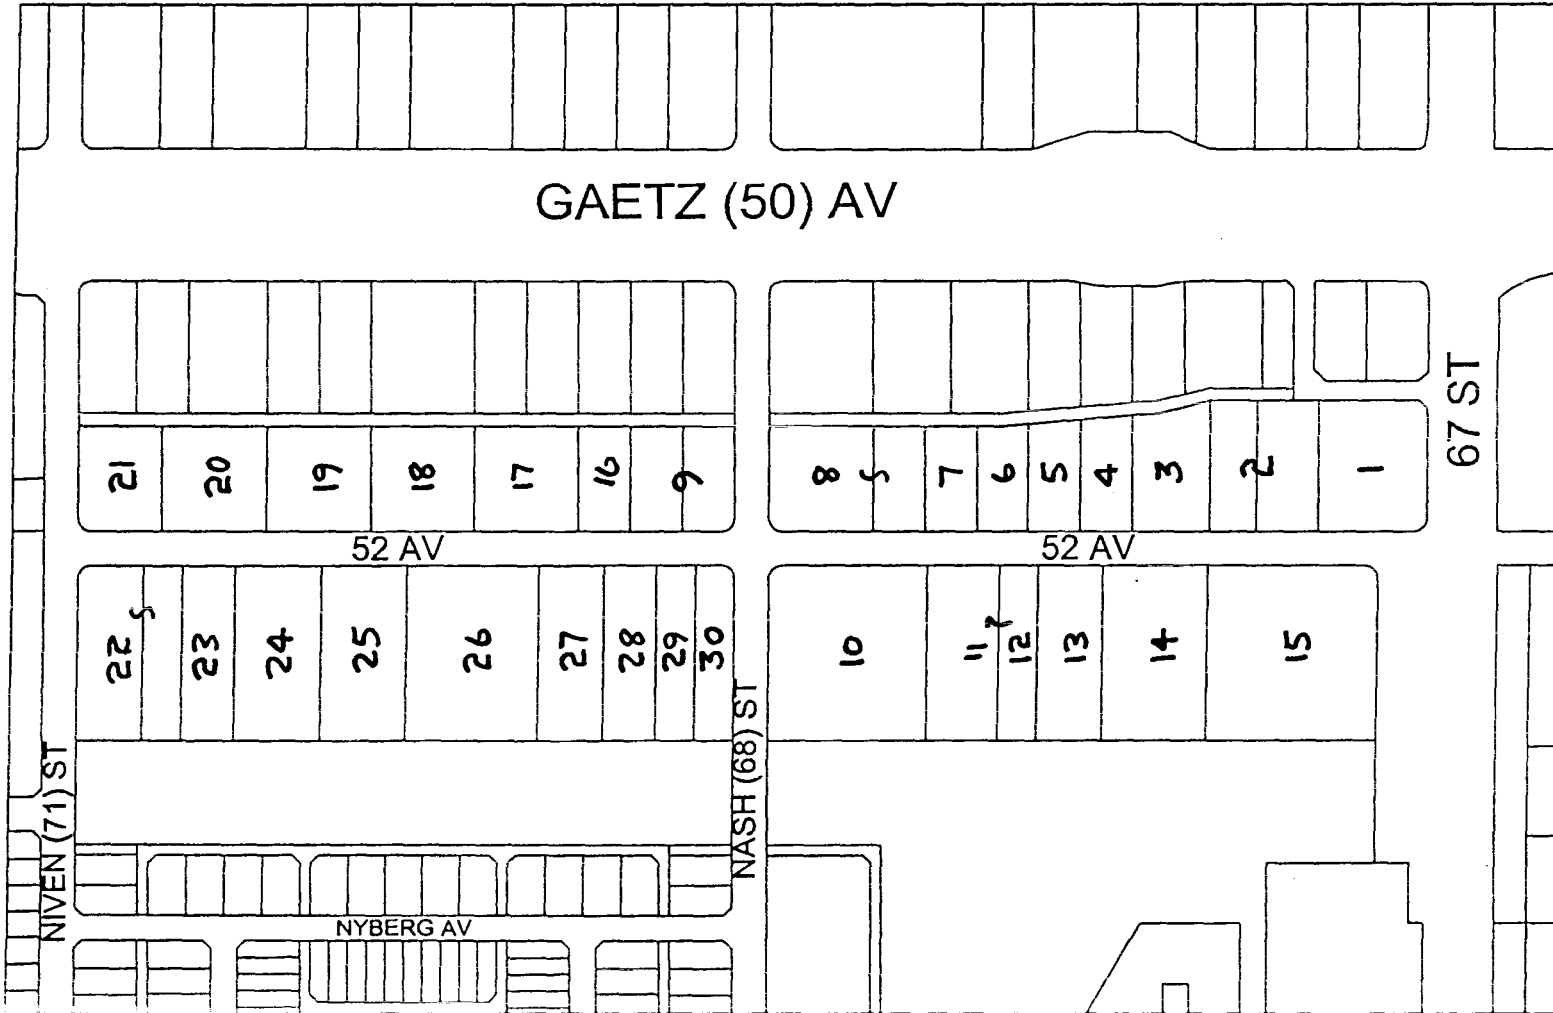 GAETZ (50) AV
67 ST
21 20 19 18 17 16 9 8 7 6 5 4 3 2 1
52 AV 52 AV
22 23 24 25 26 27 28 29 30 10 11 12 13 14 15
NIVEN (71) ST
NASH (68) ST
NYBERG AV